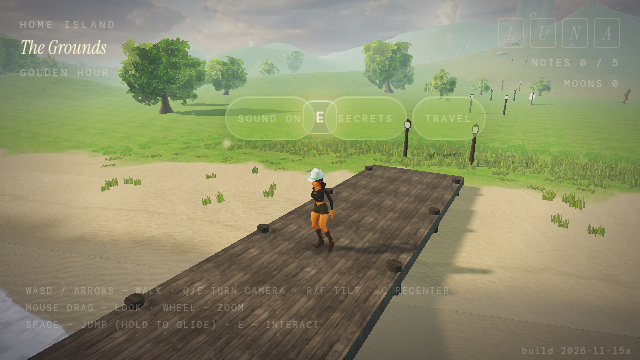 HOME ISLAND
The Grounds
GOLDEN HOUR
L U N A
NOTES 0 / 5
MOONS 0
SOUND ON
E
SECRETS
TRAVEL
WASD / ARROWS — WALK · Q/E TURN CAMERA · R/F TILT · C RECENTER
MOUSE DRAG — LOOK · WHEEL — ZOOM
SPACE — JUMP (HOLD TO GLIDE) · E — INTERACT
build 2026-11-15a